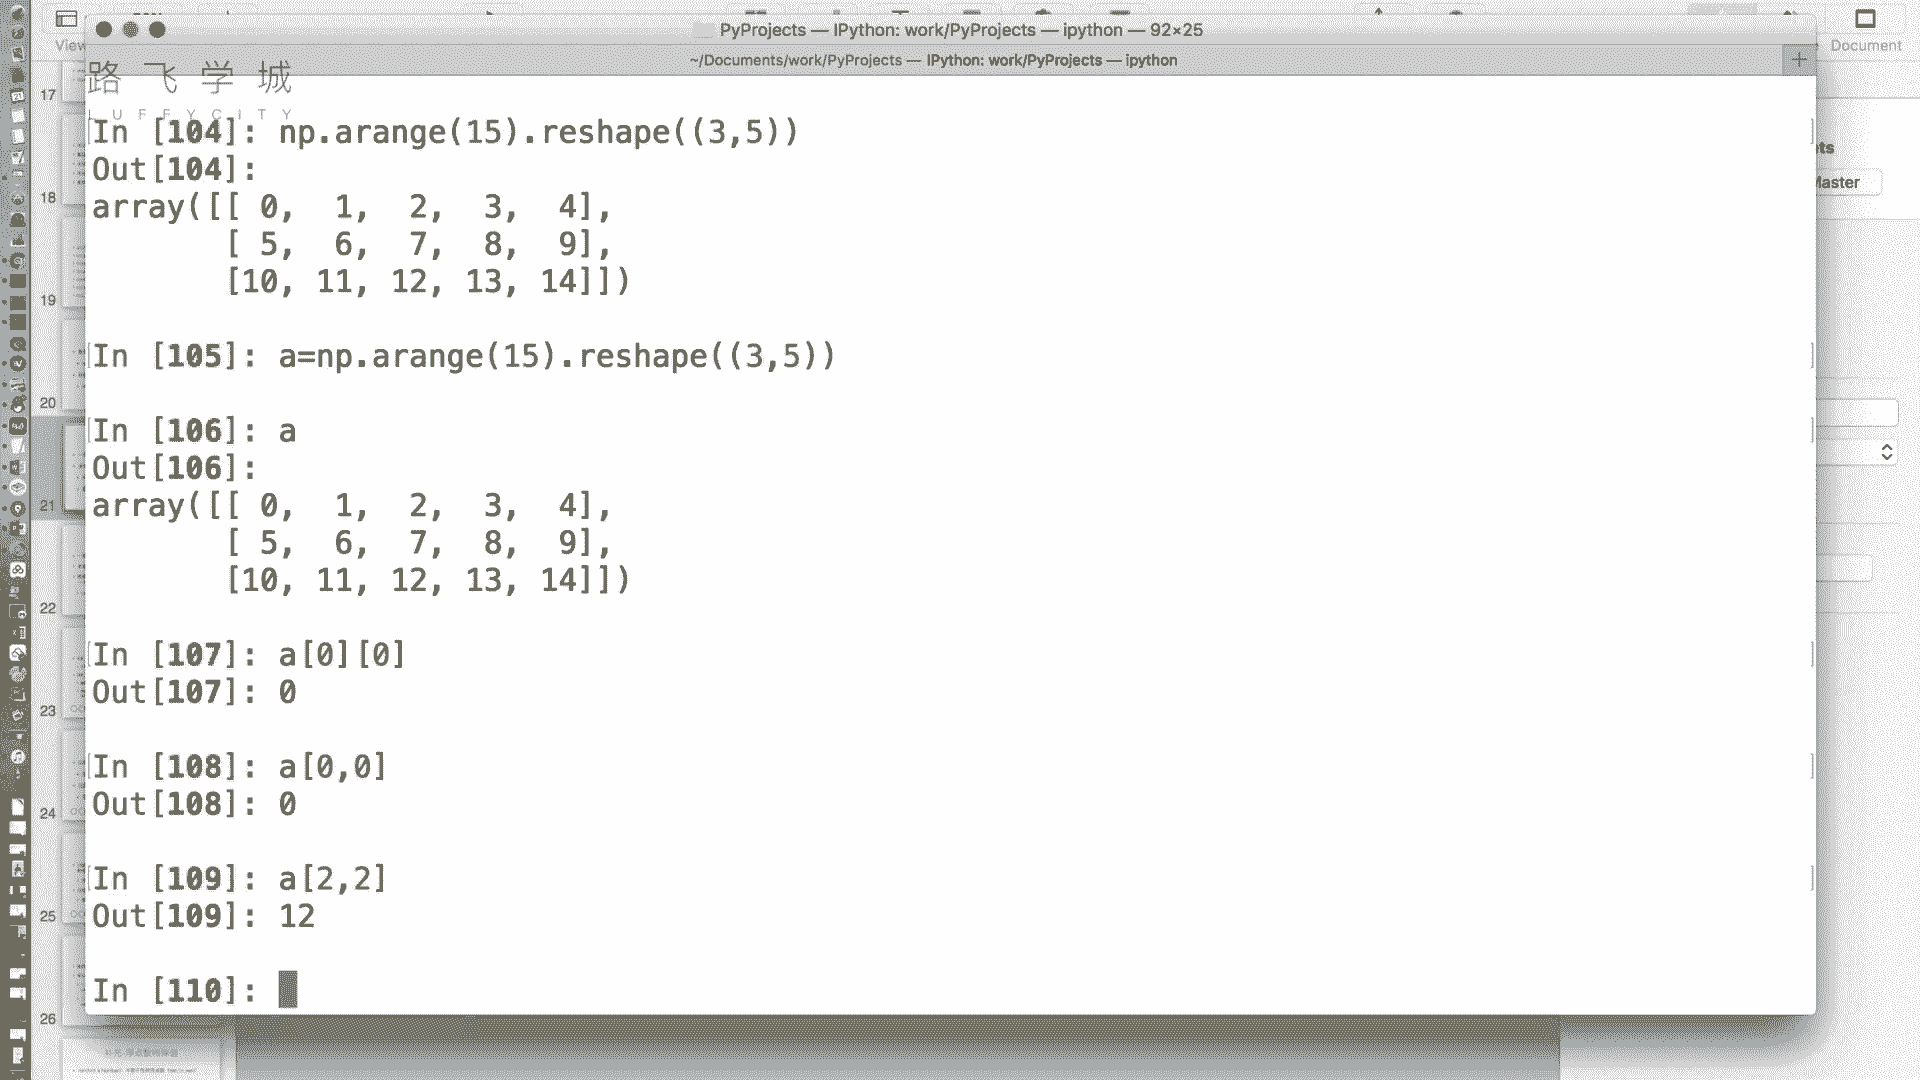 View
Document
PyProjects — IPython: work/PyProjects — ipython — 92×25
~/Documents/work/PyProjects — IPython: work/PyProjects — ipython
+
路飞学城
LUFFYCITY
In [104]: np.arange(15).reshape((3,5))
Out[104]:
array([[ 0,  1,  2,  3,  4],
       [ 5,  6,  7,  8,  9],
       [10, 11, 12, 13, 14]])
In [105]: a=np.arange(15).reshape((3,5))
In [106]: a
Out[106]:
array([[ 0,  1,  2,  3,  4],
       [ 5,  6,  7,  8,  9],
       [10, 11, 12, 13, 14]])
In [107]: a[0][0]
Out[107]: 0
In [108]: a[0,0]
Out[108]: 0
In [109]: a[2,2]
Out[109]: 12
In [110]:
17
18
19
20
21
22
23
24
25
26
Master